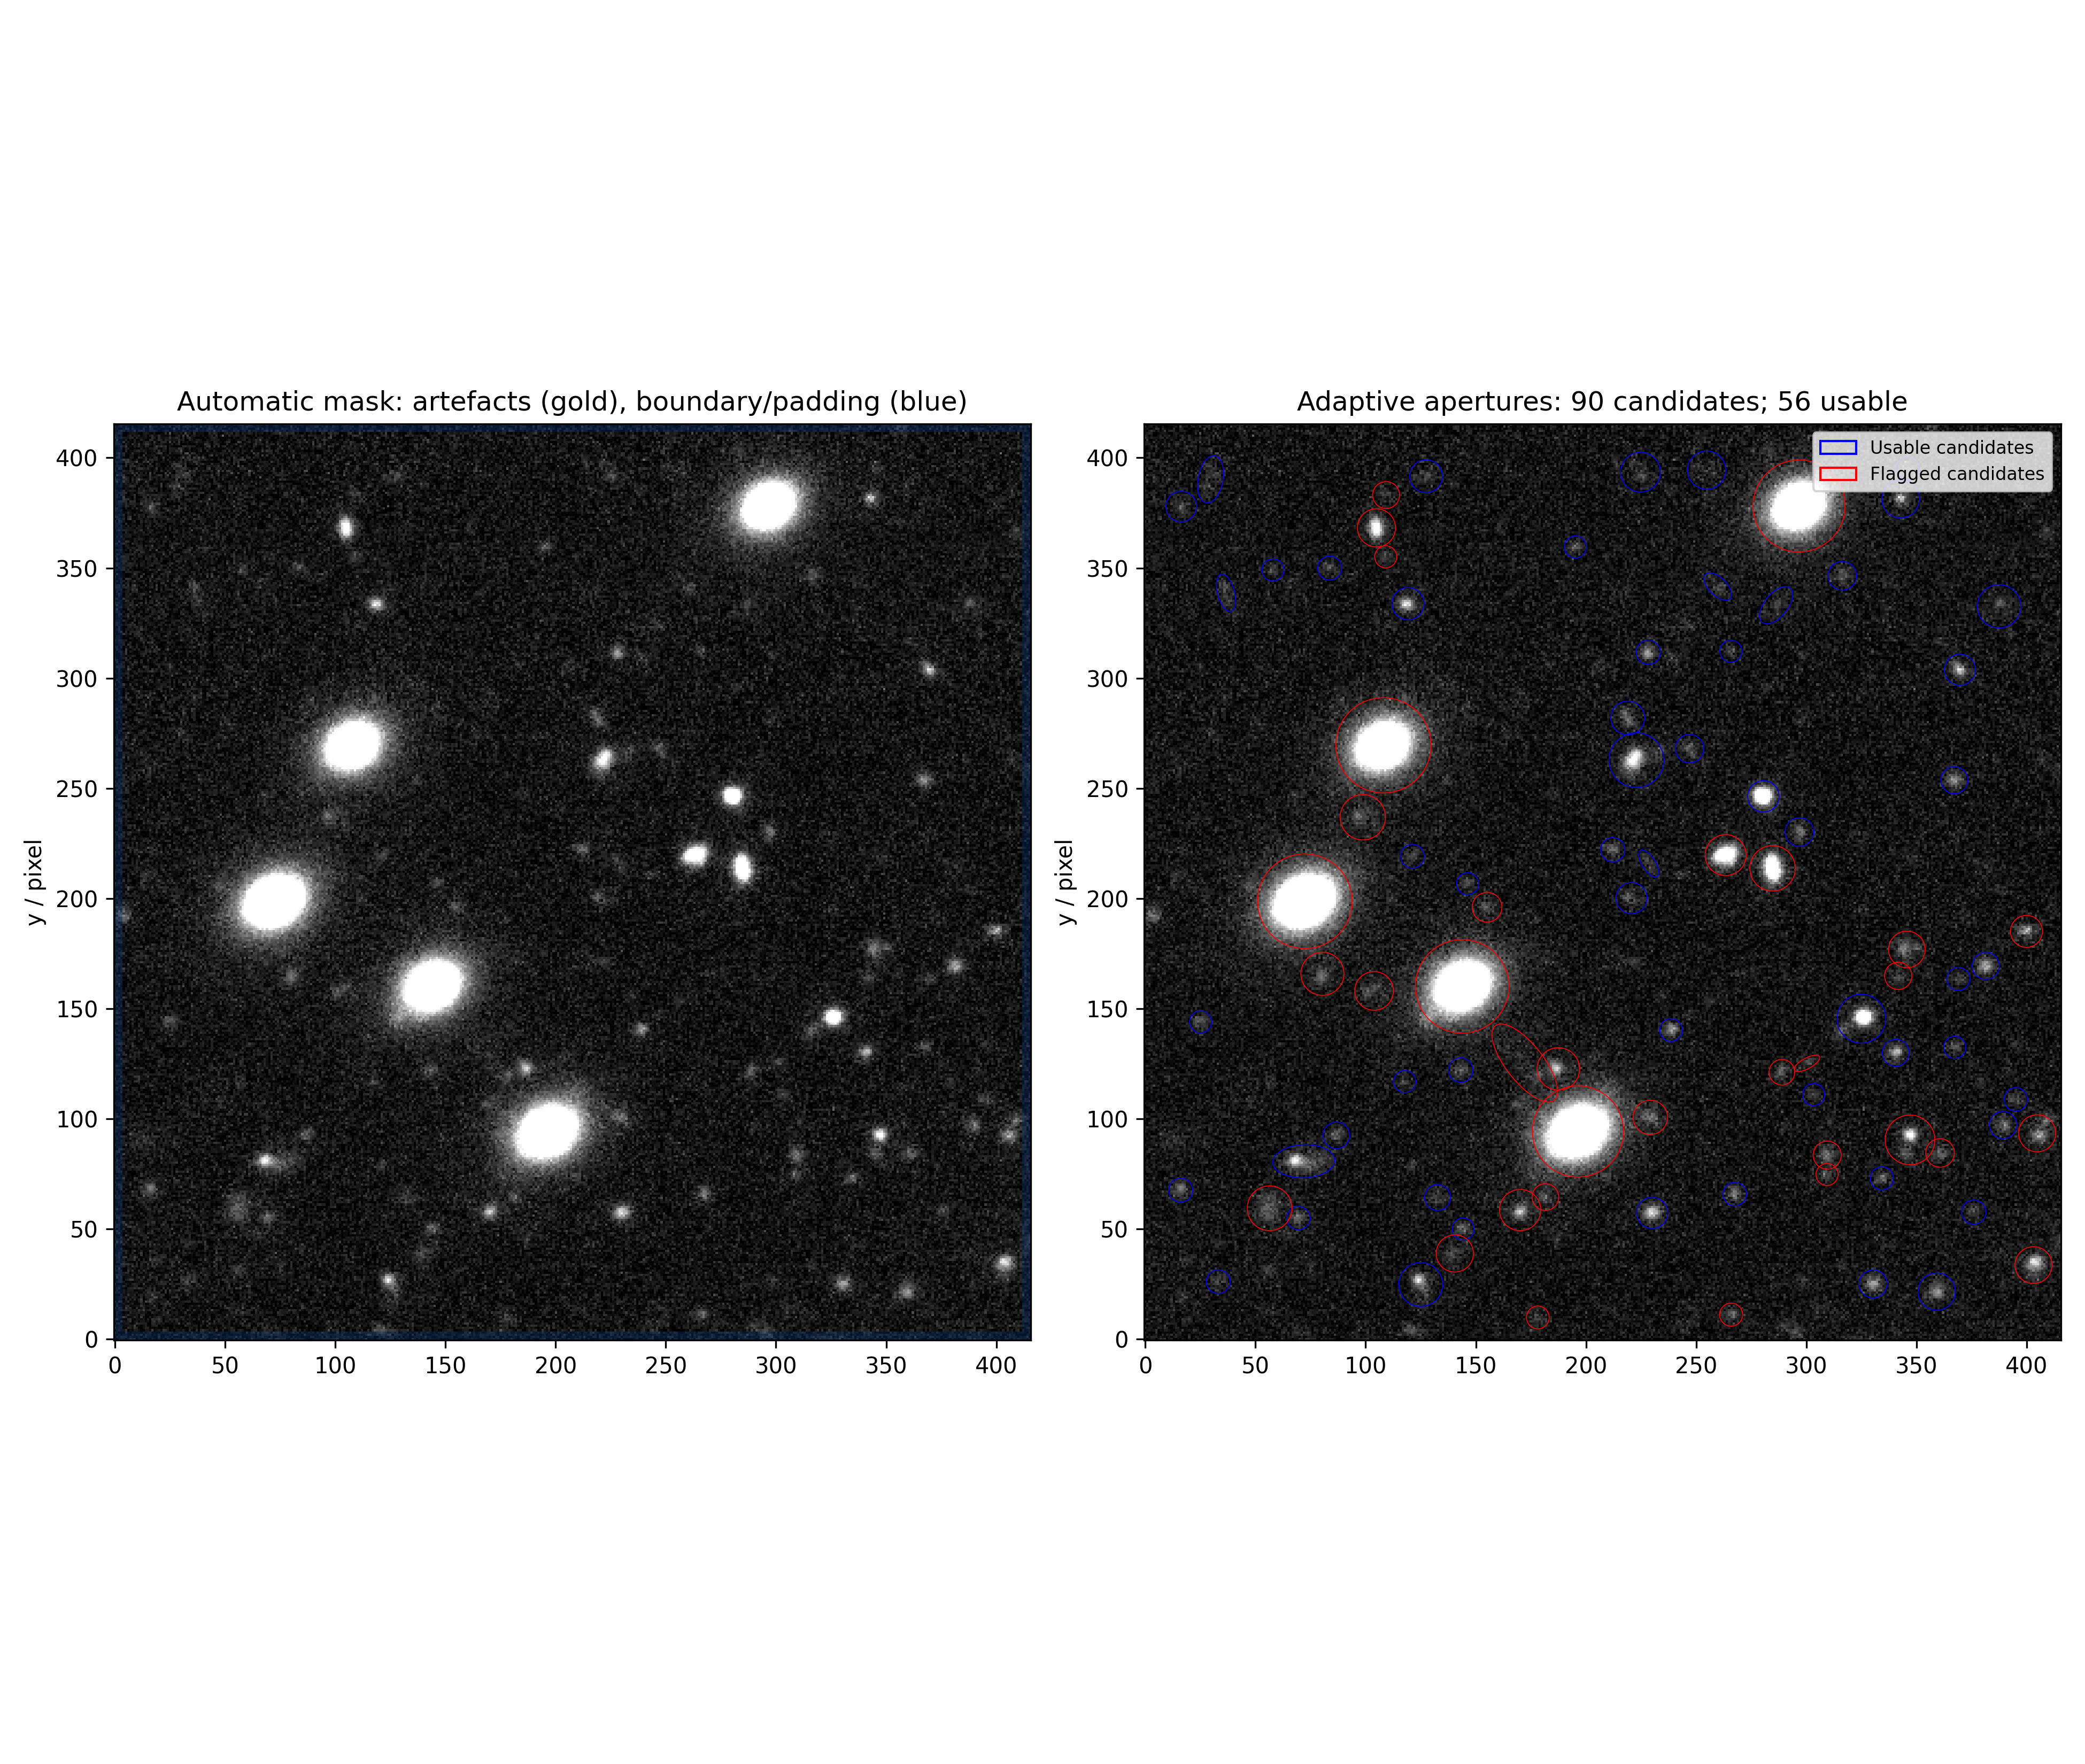 Automatic mask: artefacts (gold), boundary/padding (blue)
y / pixel
400
350
300
250
200
150
100
50
0
0 50 100 150 200 250 300 350 400
Adaptive apertures: 90 candidates; 56 usable
Usable candidates
Flagged candidates
y / pixel
400
350
300
250
200
150
100
50
0
0 50 100 150 200 250 300 350 400